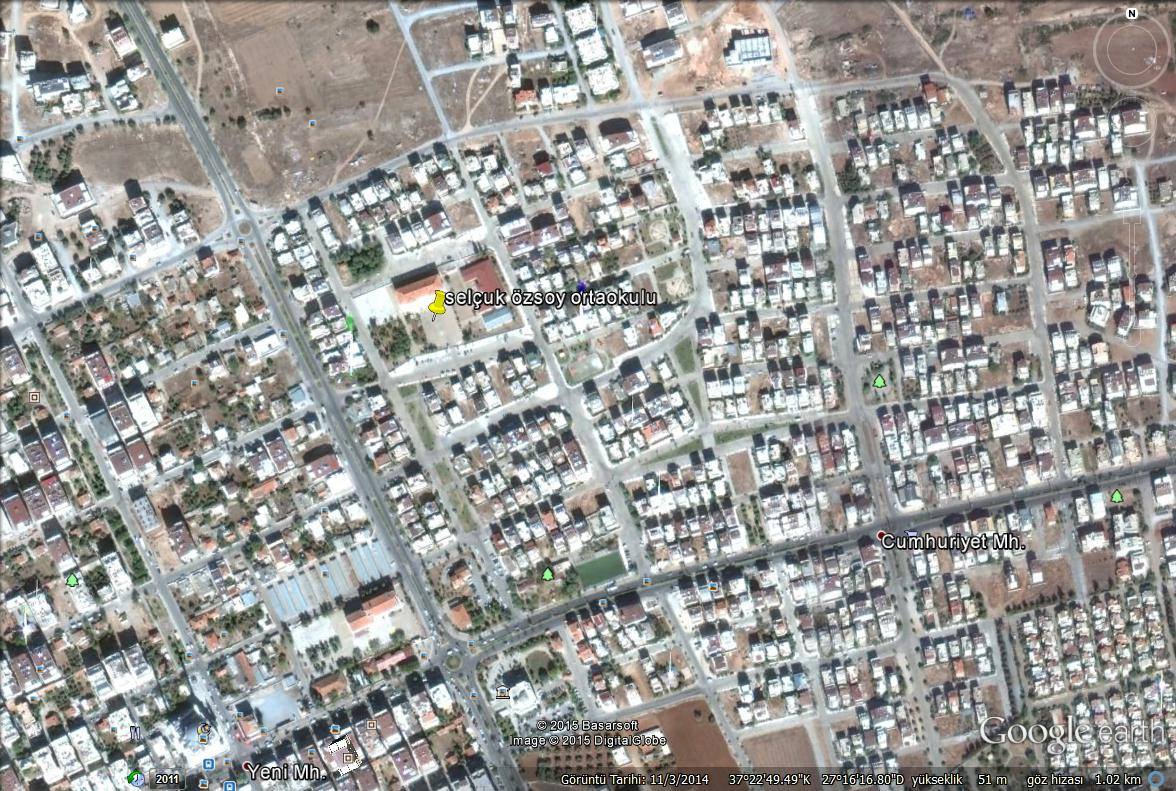 N
selçuk özsoy ortaokulu
Cumhuriyet Mh.
© 2015 Basarsoft
Image © 2015 DigitalGlobe
Google earth
Yeni Mh.
2011
Görüntü Tarihi: 11/3/2014 37°22'49.49"K 27°16'16.80"D yükseklik 51 m göz hizası 1.02 km